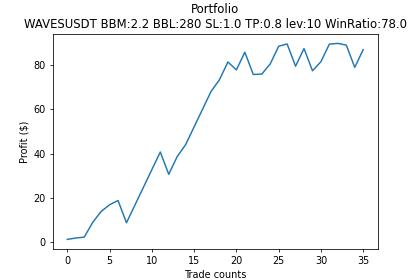 Portfolio
WAVESUSDT BBM:2.2 BBL:280 SL:1.0 TP:0.8 lev:10 WinRatio:78.0
80
60
40
20
0
Profit ($)
0 5 10 15 20 25 30 35
Trade counts